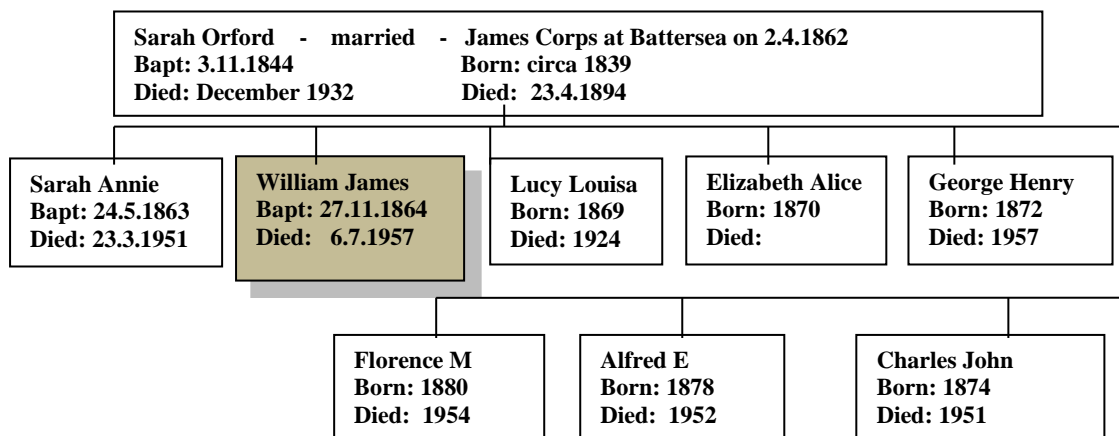 Sarah Orford - married - James Corps at Battersea on 2.4.1862
Bapt: 3.11.1844 Born: circa 1839
Died: December 1932 Died: 23.4.1894
Sarah Annie
Bapt: 24.5.1863
Died: 23.3.1951
William James
Bapt: 27.11.1864
Died: 6.7.1957
Lucy Louisa
Born: 1869
Died: 1924
Elizabeth Alice
Born: 1870
Died:
George Henry
Born: 1872
Died: 1957
Florence M
Born: 1880
Died: 1954
Alfred E
Born: 1878
Died: 1952
Charles John
Born: 1874
Died: 1951